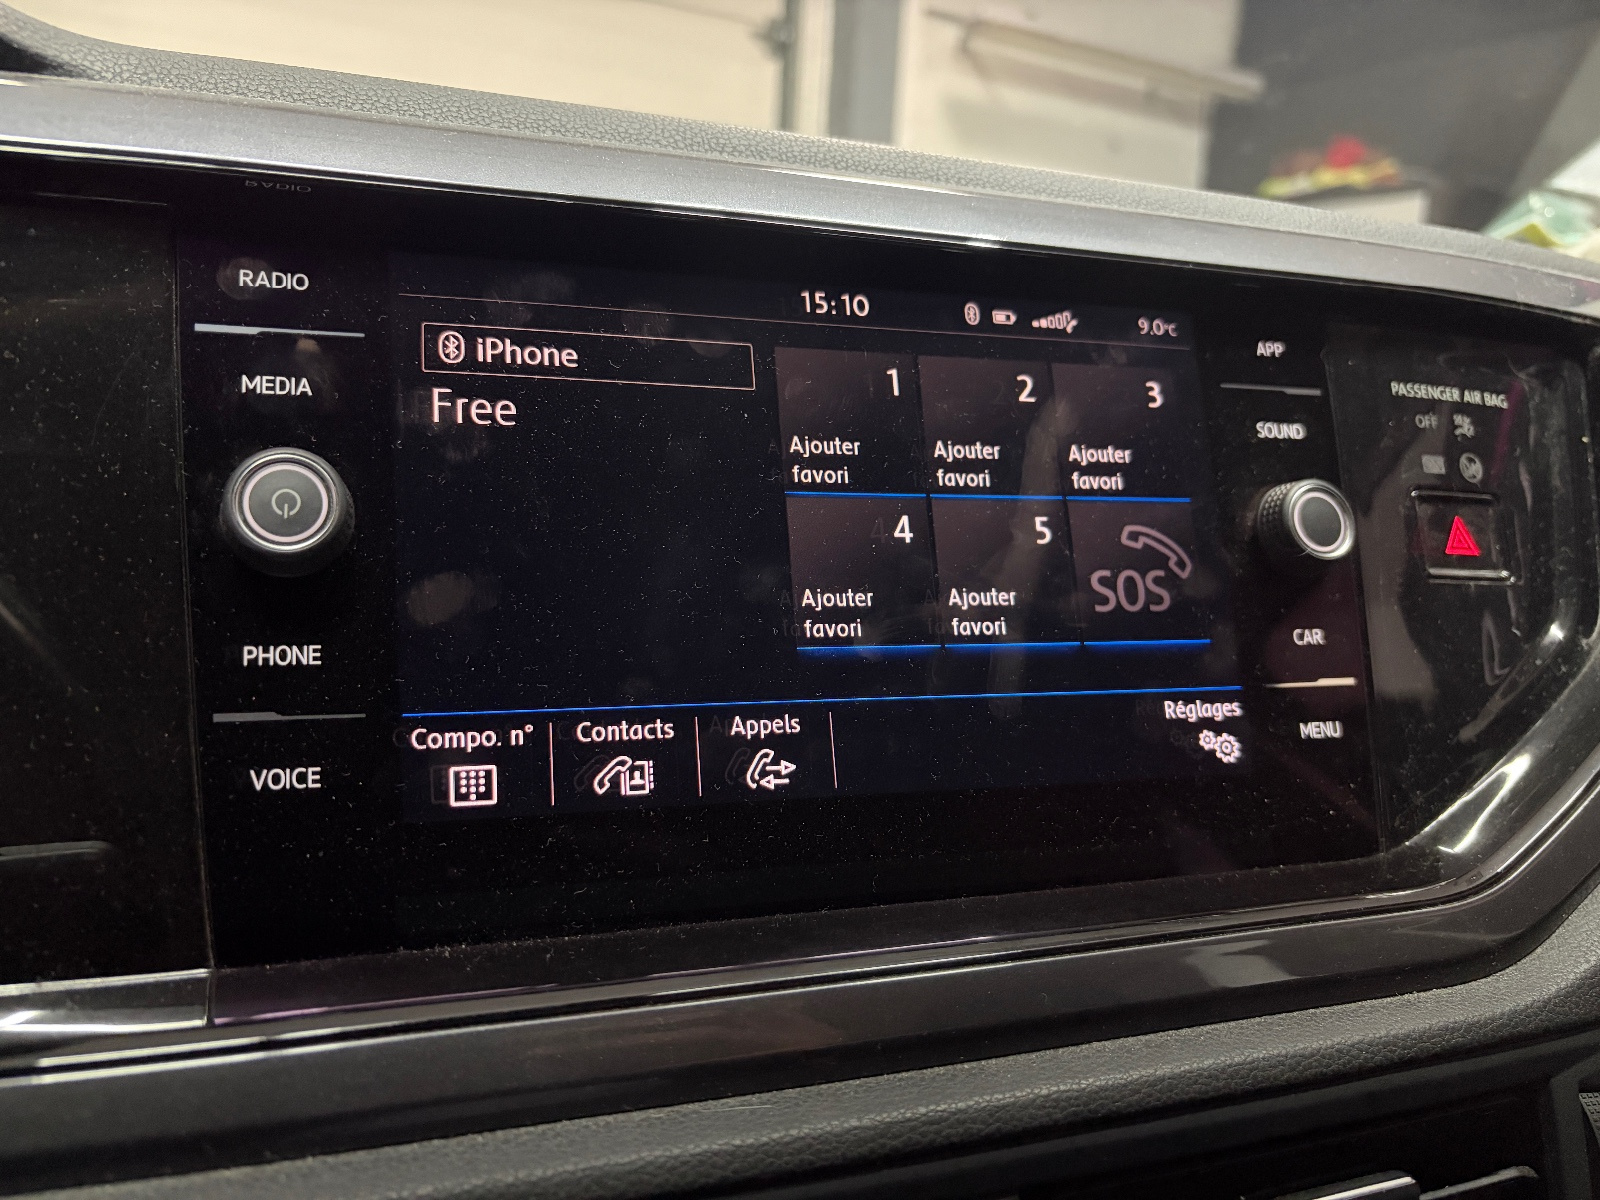 RADIO
MEDIA
PHONE
VOICE
15:10
9.0°C
iPhone
Free
1
Ajouter
favori
2
Ajouter
favori
3
Ajouter
favori
4
Ajouter
favori
5
Ajouter
favori
SOS
Compo. n°
Contacts
Appels
Réglages
APP
SOUND
CAR
MENU
PASSENGER AIR BAG
OFF